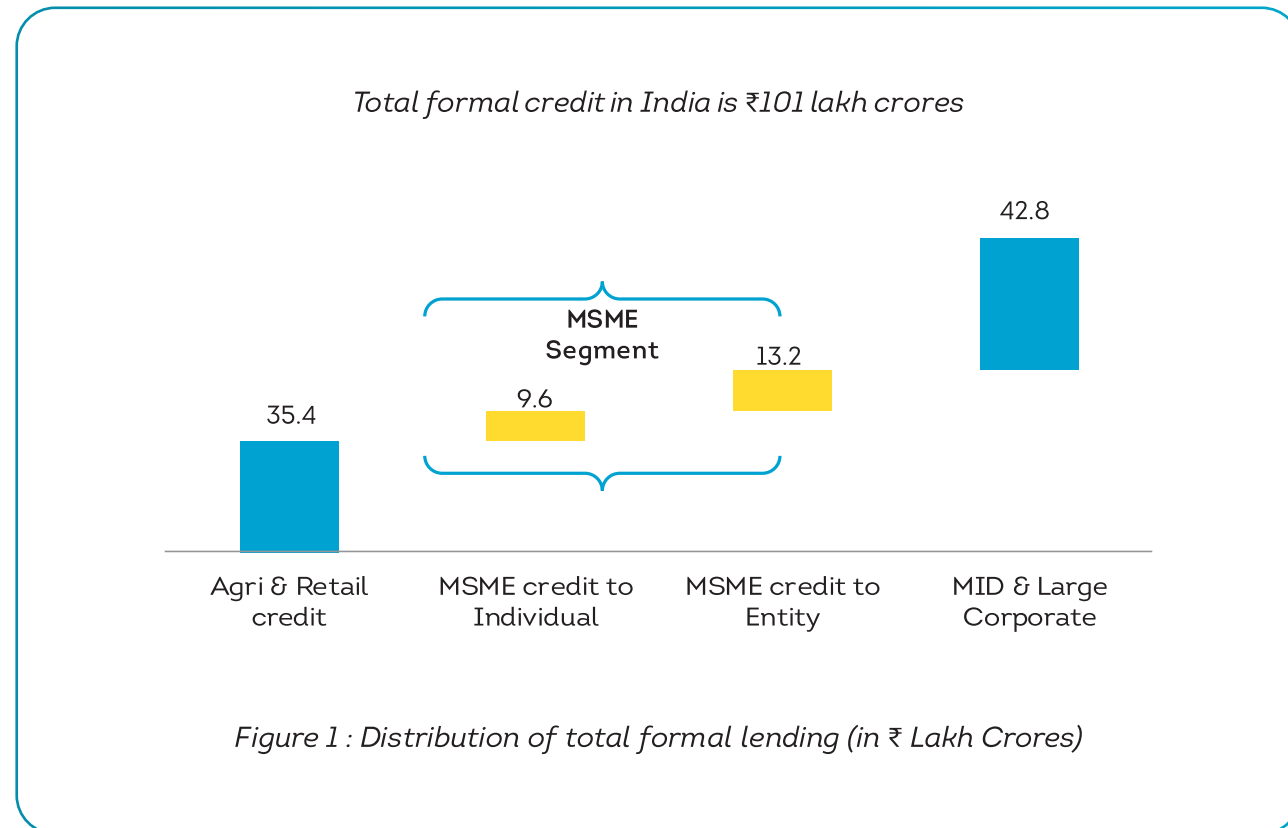 Total formal credit in India is ₹101 lakh crores
42.8
MSME
Segment
13.2
9.6
35.4
Agri & Retail
credit
MSME credit to
Individual
MSME credit to
Entity
MID & Large
Corporate
Figure 1 : Distribution of total formal lending (in ₹ Lakh Crores)